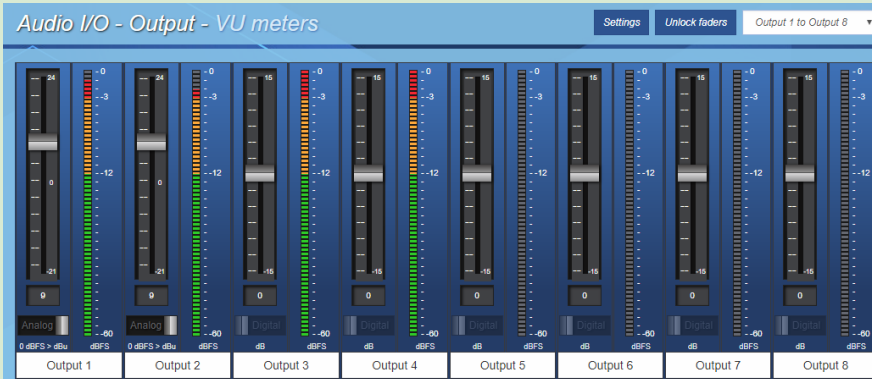 Audio I/O - Output - VU meters
Settings Unlock faders Output 1 to Output 8
24 0 24 0 15 0 15 0 15 0 15 0 15 0 15 0
-3 -3 -3 -3 -3 -3 -3 -3
0 -12 0 -12 -12 -12 -12 -12 -12 -12
-21 -21 -15 -15 -15 -15 -15 -15
9 9 0 0 0 0 0 0
Analog -60 Analog -60 Digital -60 Digital -60 Digital -60 Digital -60 Digital -60 Digital -60
0 dBFS > dBu dBFS 0 dBFS > dBu dBFS dB dBFS dB dBFS dB dBFS dB dBFS dB dBFS dB dBFS
Output 1 Output 2 Output 3 Output 4 Output 5 Output 6 Output 7 Output 8